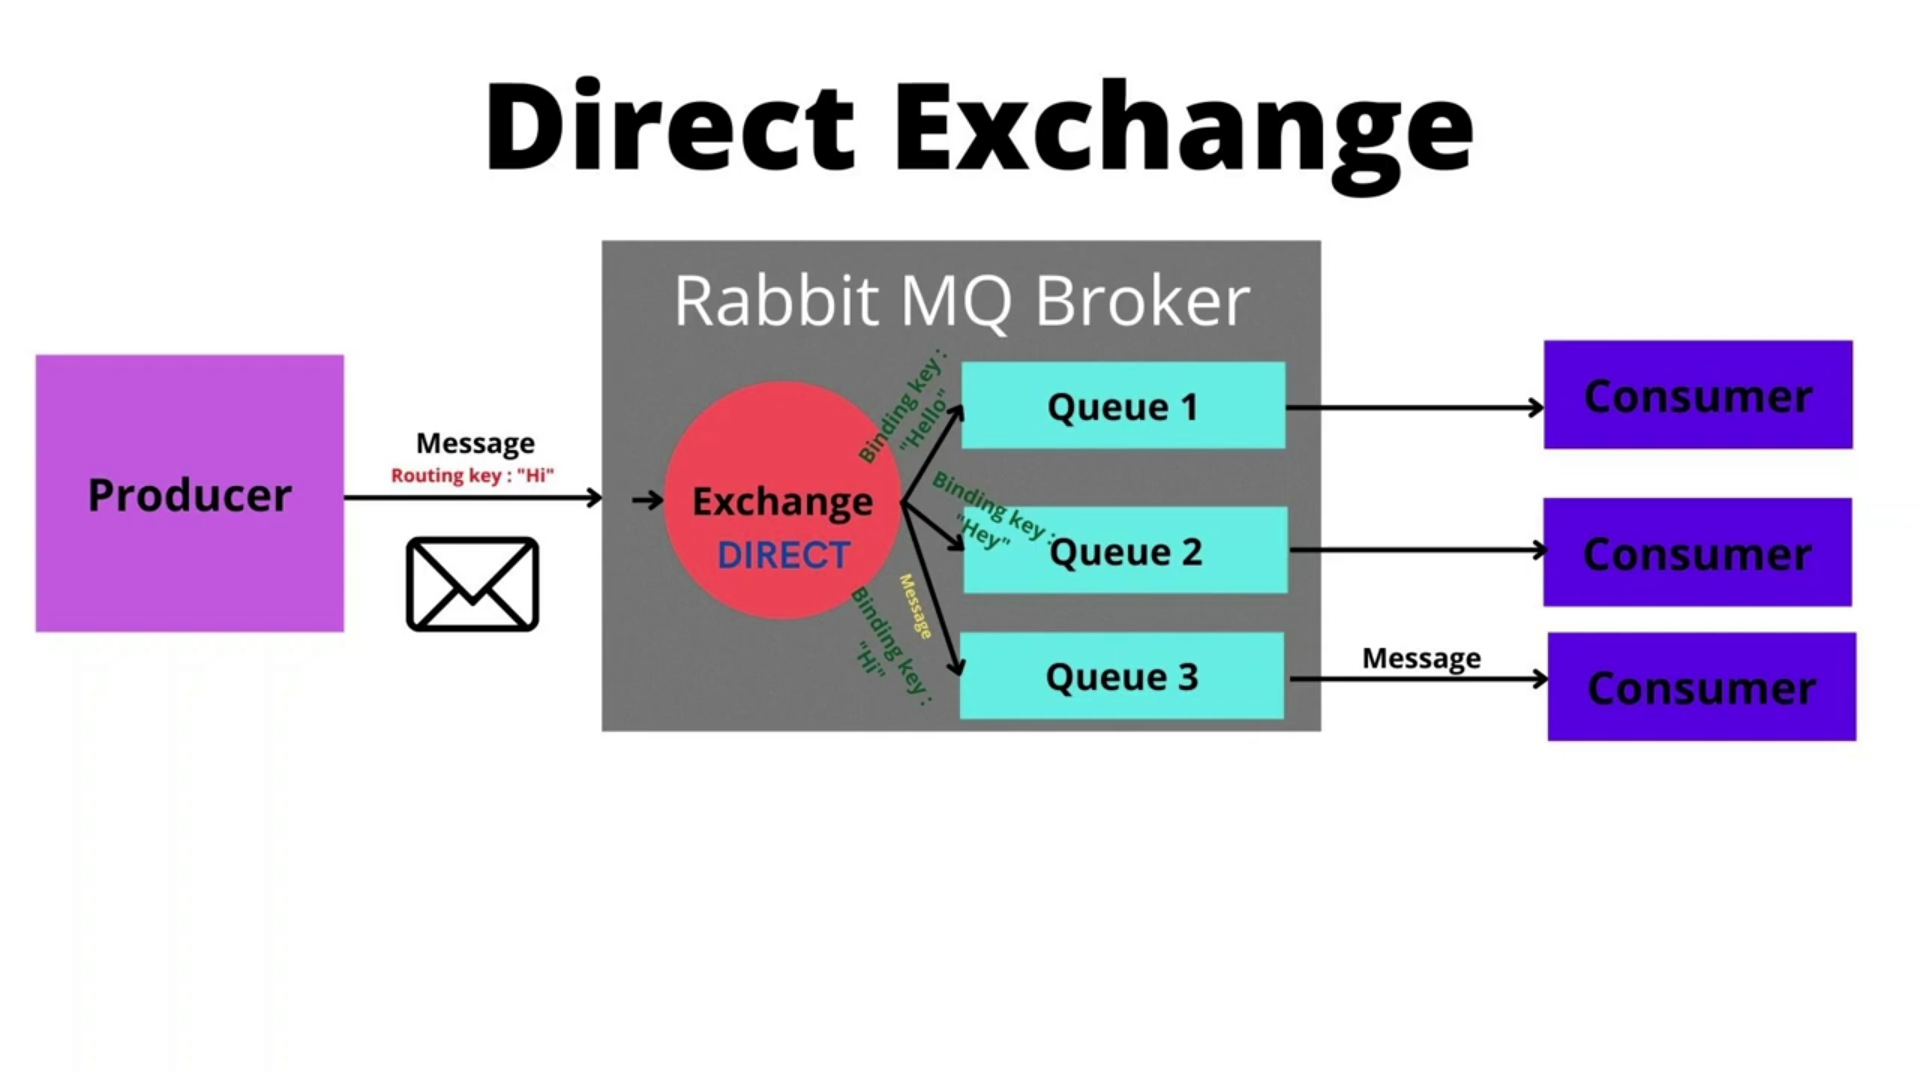 Direct Exchange
Rabbit MQ Broker
Producer
Message
Routing key : "Hi"
Exchange
DIRECT
Binding key :
"Hello"
Binding key :
"Hey"
Binding key :
"Hi"
Message
Queue 1
Queue 2
Queue 3
Message
Consumer
Consumer
Consumer